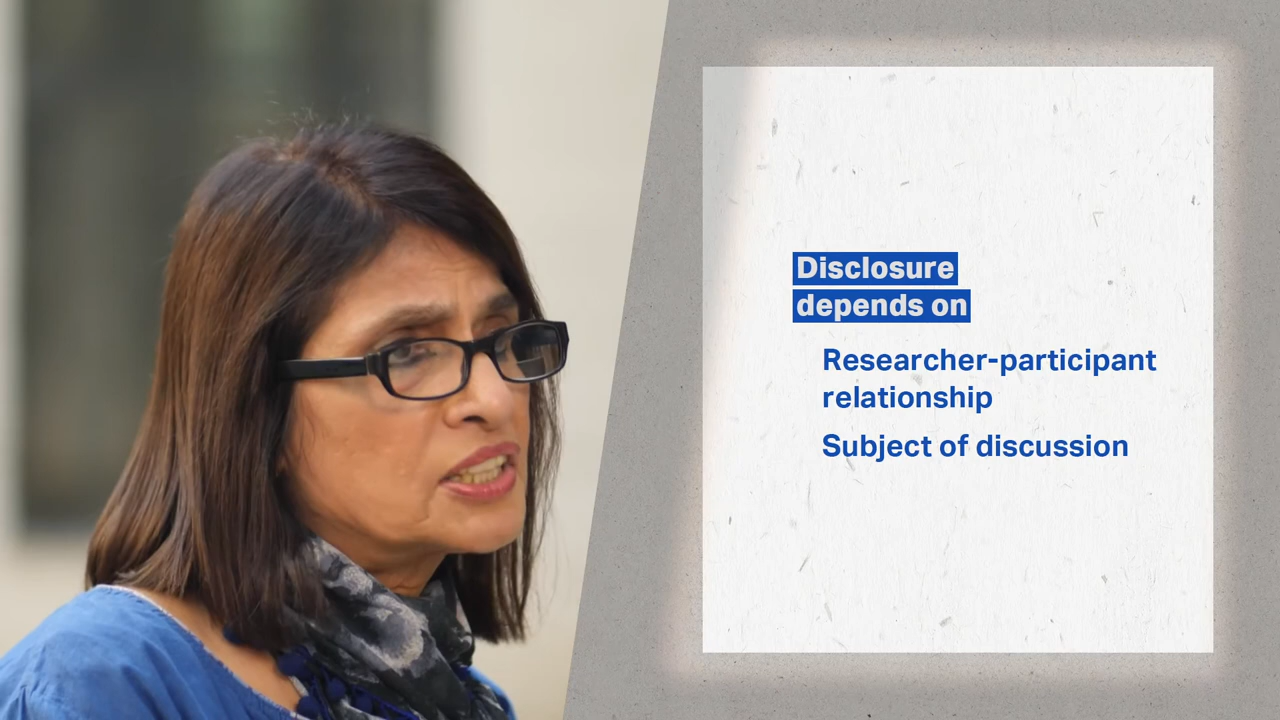 Disclosure
depends on
Researcher-participant
relationship
Subject of discussion